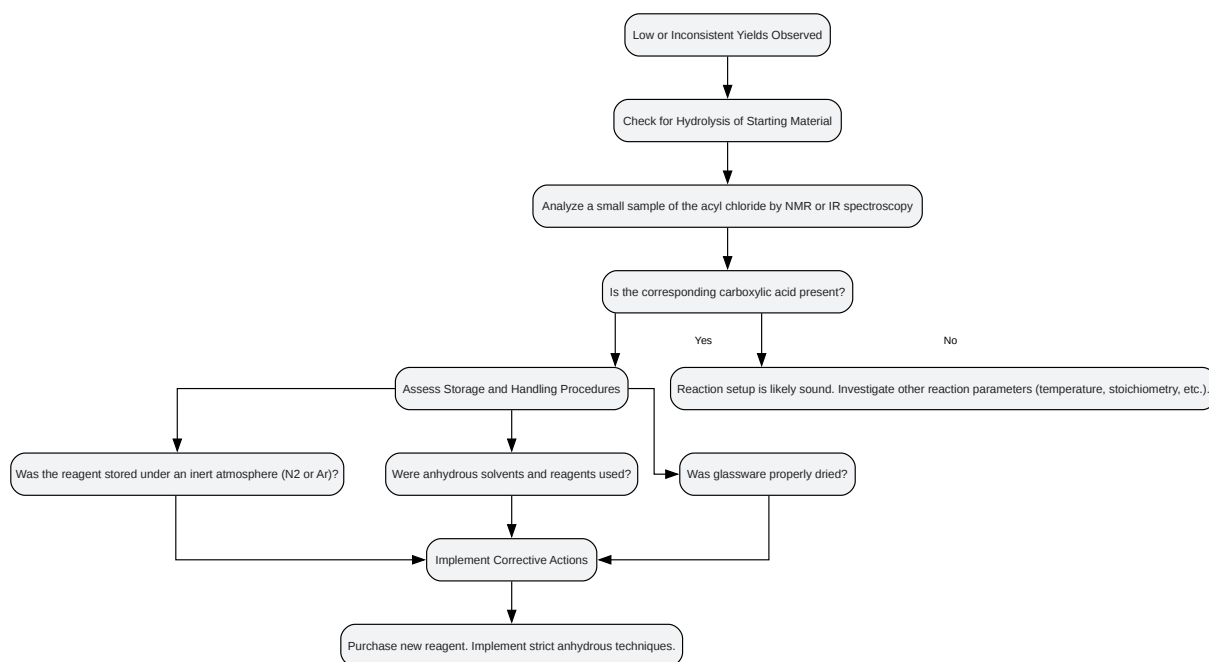 Low or Inconsistent Yields Observed
Check for Hydrolysis of Starting Material
Analyze a small sample of the acyl chloride by NMR or IR spectroscopy
Is the corresponding carboxylic acid present?
Yes
No
Assess Storage and Handling Procedures
Reaction setup is likely sound. Investigate other reaction parameters (temperature, stoichiometry, etc.).
Was the reagent stored under an inert atmosphere (N2 or Ar)?
Were anhydrous solvents and reagents used?
Was glassware properly dried?
Implement Corrective Actions
Purchase new reagent. Implement strict anhydrous techniques.